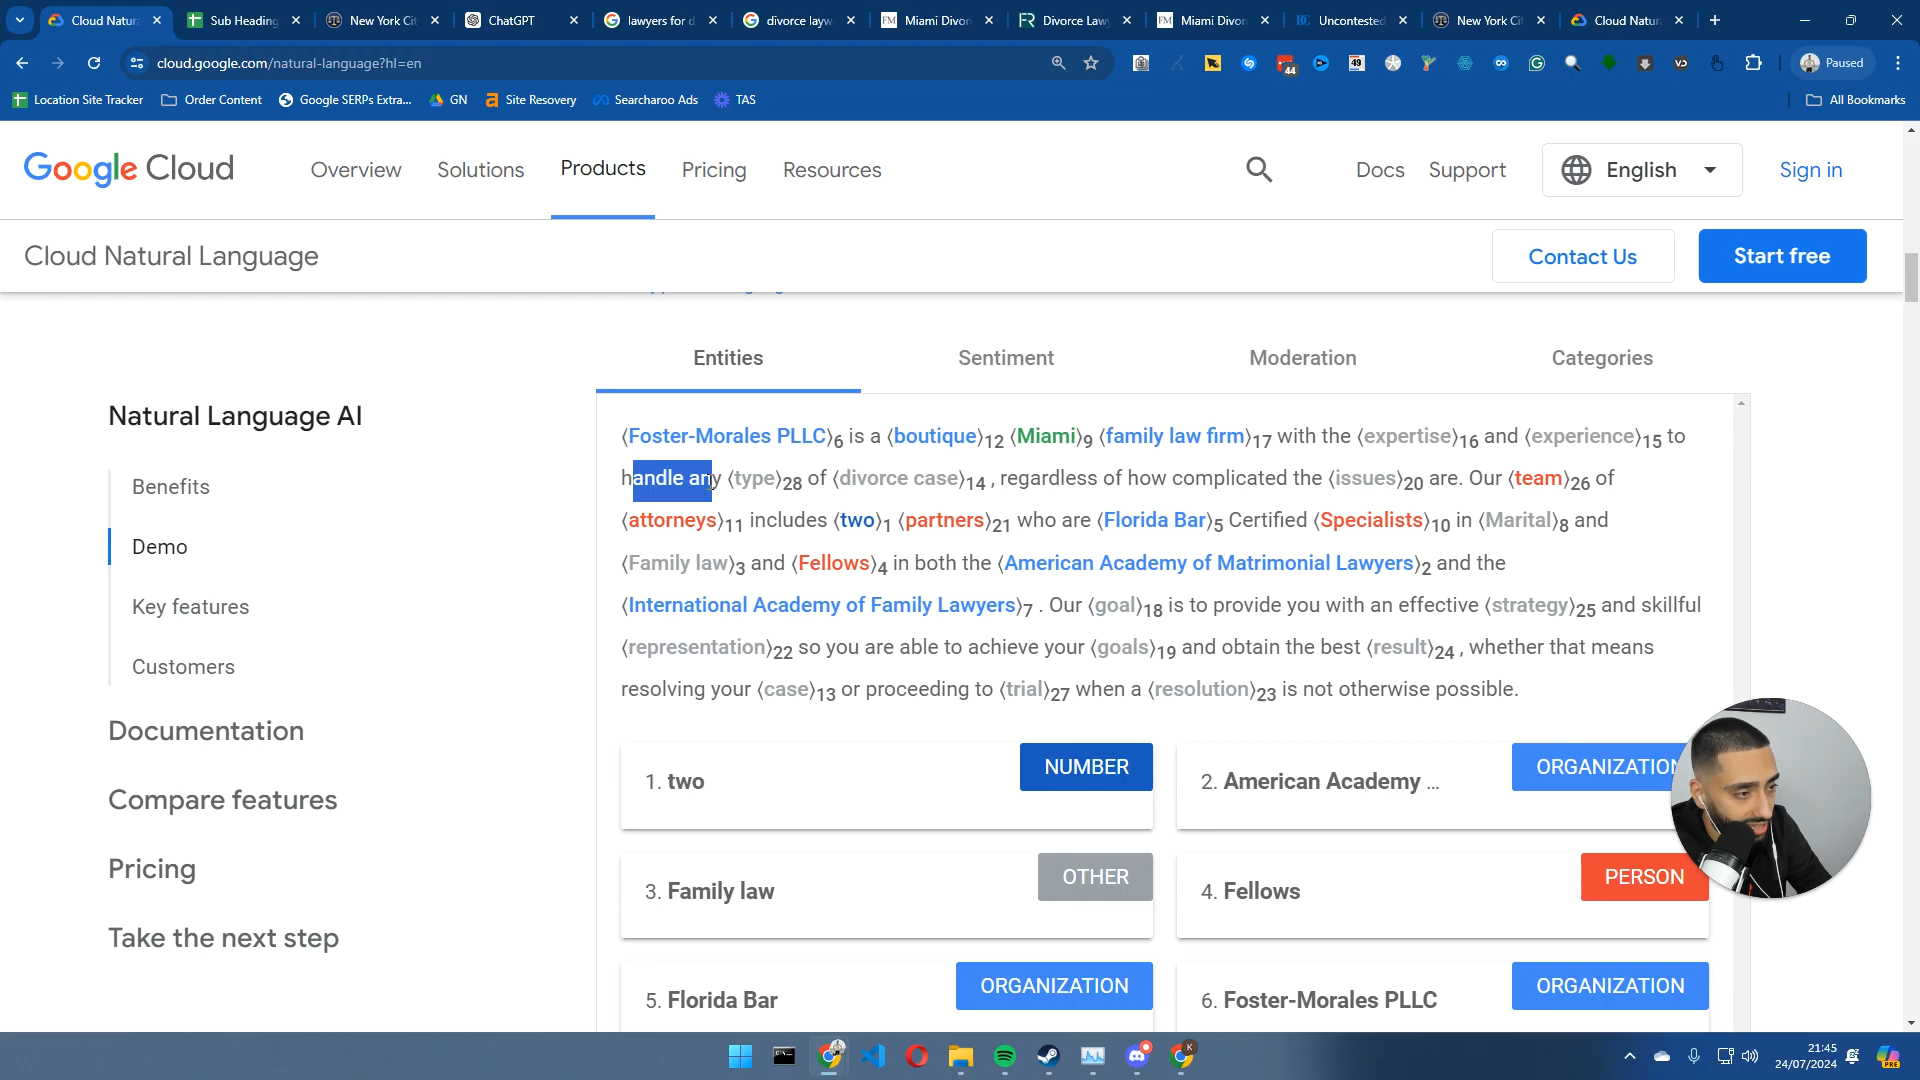 Cloud Natur
Sub Heading
New York Cit
ChatGPT
lawyers for d
divorce layw
Miami Divor
Divorce Law
Miami Divor
Uncontested
New York Cit
Cloud Natur
cloud.google.com/natural-language?hl=en
44
49
Paused
Location Site Tracker
Order Content
Google SERPs Extra...
GN
Site Recovery
Searcharoo Ads
TAS
All Bookmarks
Google Cloud
Overview
Solutions
Products
Pricing
Resources
Docs
Support
English
Sign in
Cloud Natural Language
Contact Us
Start free
Entities
Sentiment
Moderation
Categories
Natural Language AI
Benefits
Demo
Key features
Customers
Documentation
Compare features
Pricing
Take the next step
⟨Foster-Morales PLLC⟩6 is a ⟨boutique⟩12 ⟨Miami⟩9 ⟨family law firm⟩17 with the ⟨expertise⟩16 and ⟨experience⟩15 to
handle any ⟨type⟩28 of ⟨divorce case⟩14 , regardless of how complicated the ⟨issues⟩20 are. Our ⟨team⟩26 of
⟨attorneys⟩11 includes ⟨two⟩1 ⟨partners⟩21 who are ⟨Florida Bar⟩5 Certified ⟨Specialists⟩10 in ⟨Marital⟩8 and
⟨Family law⟩3 and ⟨Fellows⟩4 in both the ⟨American Academy of Matrimonial Lawyers⟩2 and the
⟨International Academy of Family Lawyers⟩7 . Our ⟨goal⟩18 is to provide you with an effective ⟨strategy⟩25 and skillful
⟨representation⟩22 so you are able to achieve your ⟨goals⟩19 and obtain the best ⟨result⟩24 , whether that means
resolving your ⟨case⟩13 or proceeding to ⟨trial⟩27 when a ⟨resolution⟩23 is not otherwise possible.
1. two
NUMBER
2. American Academy ...
ORGANIZATION
3. Family law
OTHER
4. Fellows
PERSON
5. Florida Bar
ORGANIZATION
6. Foster-Morales PLLC
ORGANIZATION
21:45
24/07/2024